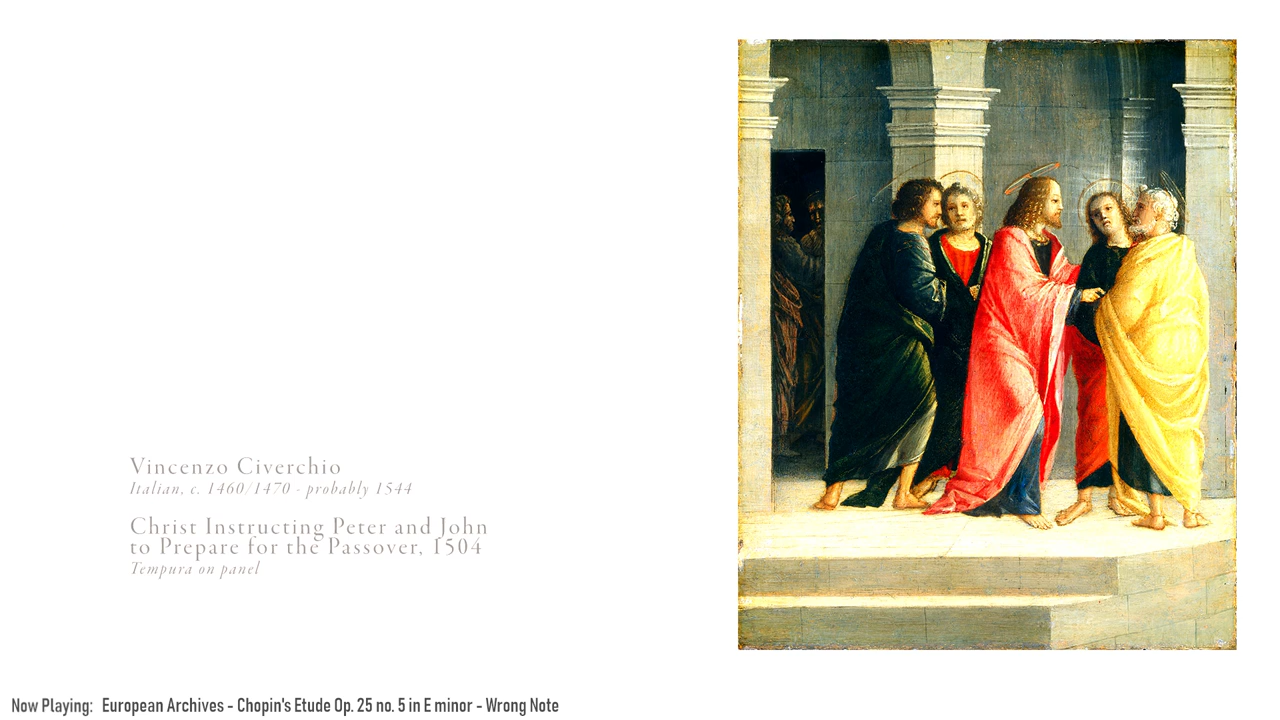 Vincenzo Civerchio
Italian, c. 1460/1470 - probably 1544
Christ Instructing Peter and John
to Prepare for the Passover, 1504
Tempura on panel
Now Playing: European Archives - Chopin's Etude Op. 25 no. 5 in E minor - Wrong Note